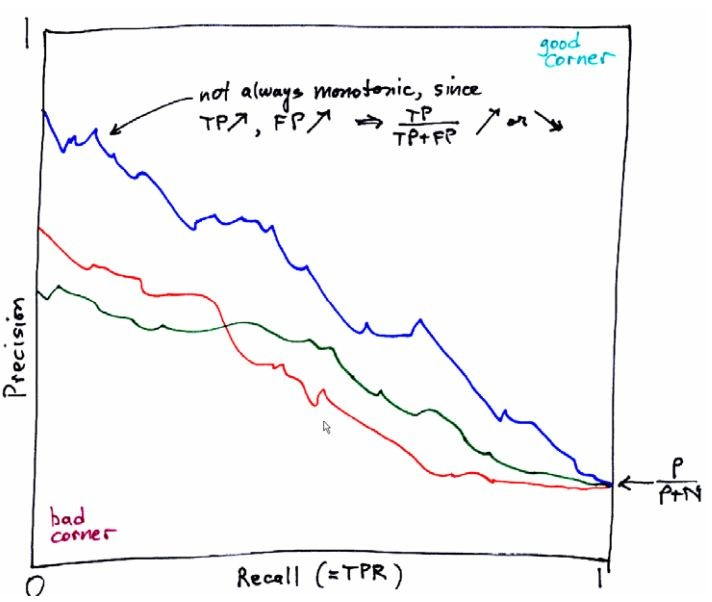 1
good
corner
not always monotonic, since
TP↗, FP↗ ⇒ TP/TP+FP ↗ or ↘
Precision
P/P+N
bad
corner
0
Recall (=TPR)
1